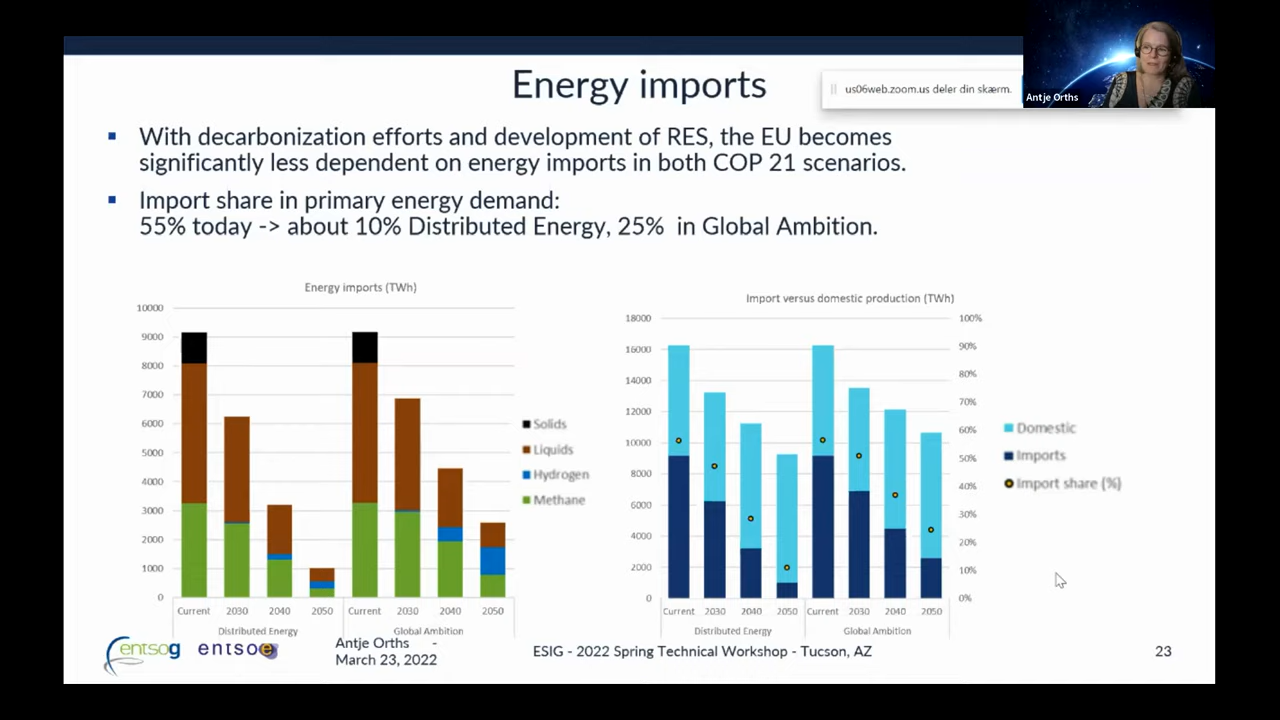 Energy imports
us06web.zoom.us deler din skærm.
Antje Orths
▪ With decarbonization efforts and development of RES, the EU becomes
significantly less dependent on energy imports in both COP 21 scenarios.
▪ Import share in primary energy demand:
55% today -> about 10% Distributed Energy, 25% in Global Ambition.
Energy imports (TWh)
10000
9000
8000
7000
6000
5000
4000
3000
2000
1000
0
Current 2030 2040 2050 Current 2030 2040 2050
Distributed Energy Global Ambition
Solids
Liquids
Hydrogen
Methane
Import versus domestic production (TWh)
18000 100%
16000 90%
14000 80%
12000 70%
10000 60%
8000 50%
6000 40%
4000 30%
2000 20%
0 10%
0%
Current 2030 2040 2050 Current 2030 2040 2050
Distributed Energy Global Ambition
Domestic
Imports
Import share (%)
entsog entsoe
Antje Orths -
March 23, 2022
ESIG - 2022 Spring Technical Workshop - Tucson, AZ
23